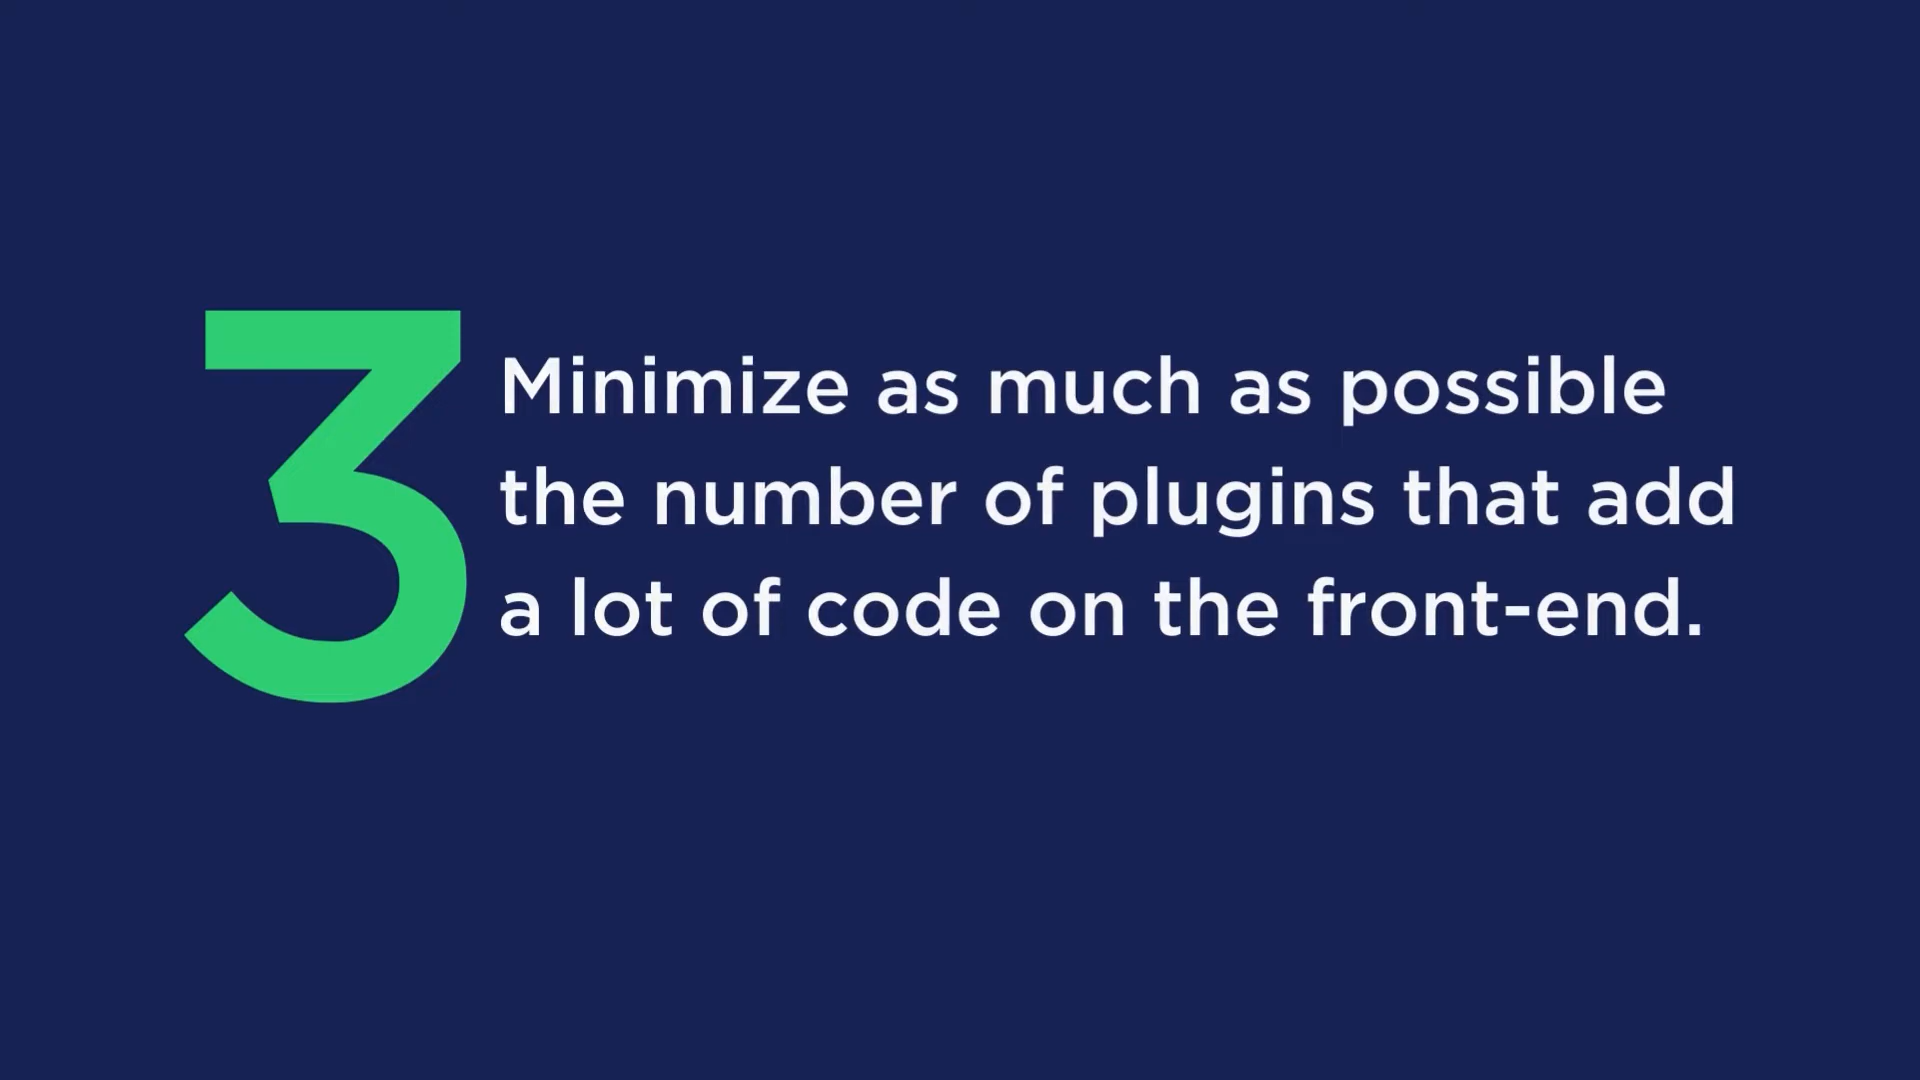 3
Minimize as much as possible
the number of plugins that add
a lot of code on the front-end.